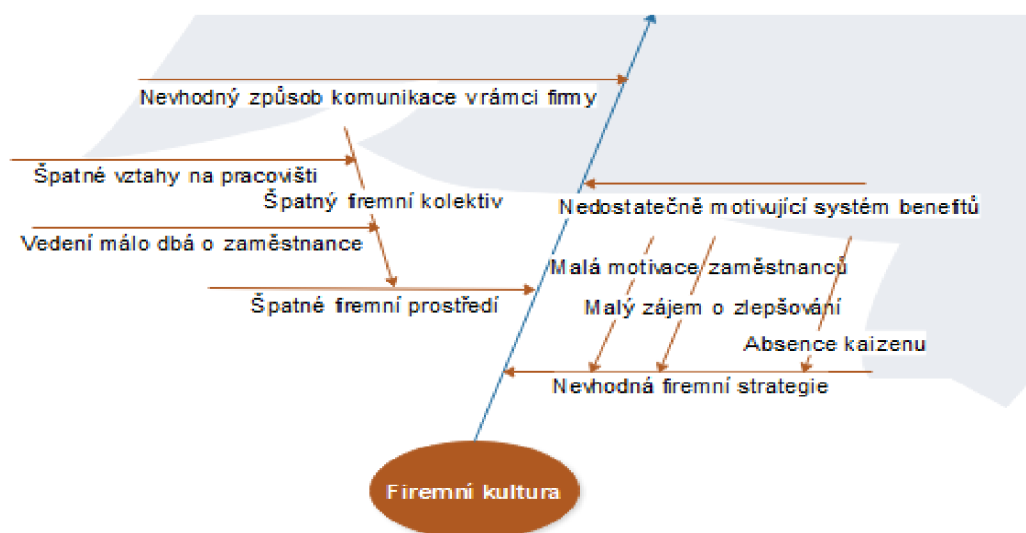 Nevhodný způsob komunikace v rámci firmy
Špatné vztahy na pracovišti
Špatný firemní kolektiv
Nedostatečně motivující systém benefitů
Vedení málo dbá o zaměstnance
Malá motivace zaměstnanců
Špatné firemní prostředí
Malý zájem o zlepšování
Absence kaizenu
Nevhodná firemní strategie
Firemní kultura